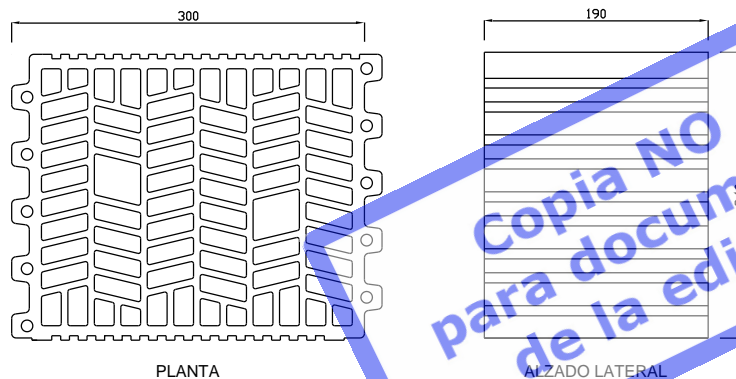 300
190
Copia NO
para docum
de la edi
PLANTA
ALZADO LATERAL